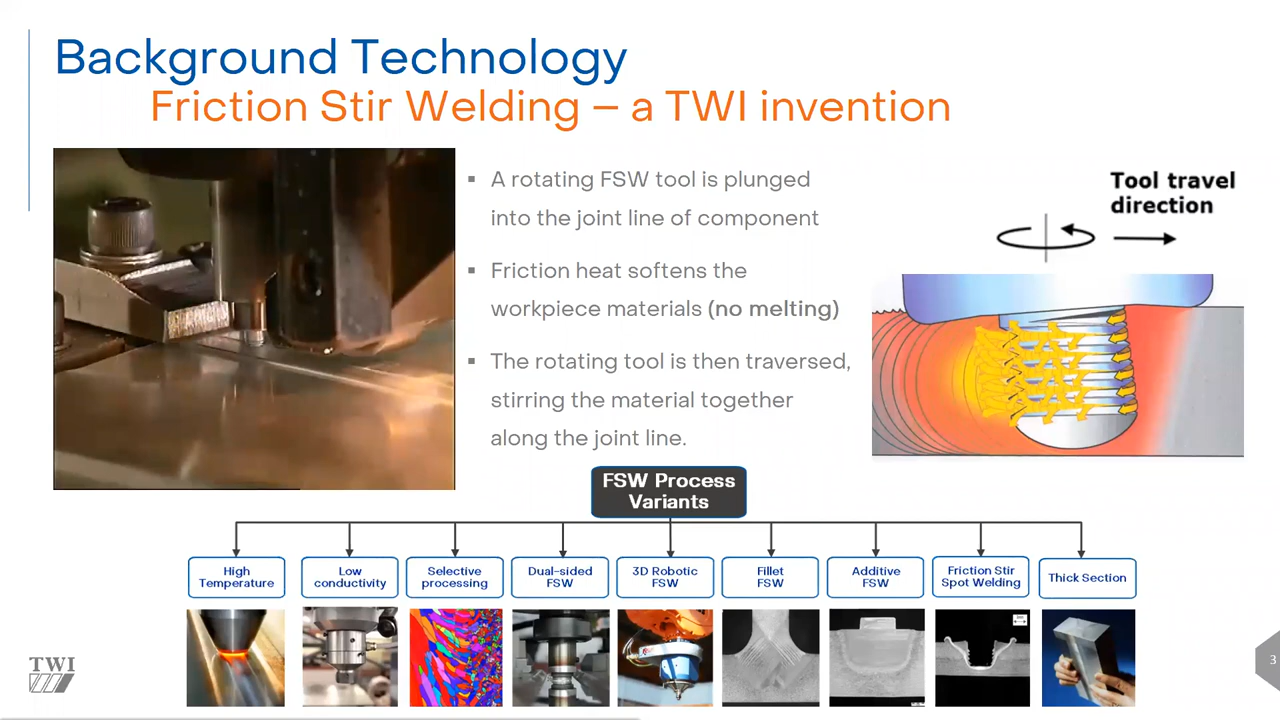 Background Technology
Friction Stir Welding – a TWI invention
▪ A rotating FSW tool is plunged
into the joint line of component
▪ Friction heat softens the
workpiece materials (no melting)
▪ The rotating tool is then traversed,
stirring the material together
along the joint line.
Tool travel
direction
FSW Process
Variants
High
Temperature
Low
conductivity
Selective
processing
Dual-sided
FSW
3D Robotic
FSW
Fillet
FSW
Additive
FSW
Friction Stir
Spot Welding
Thick Section
TWI
3